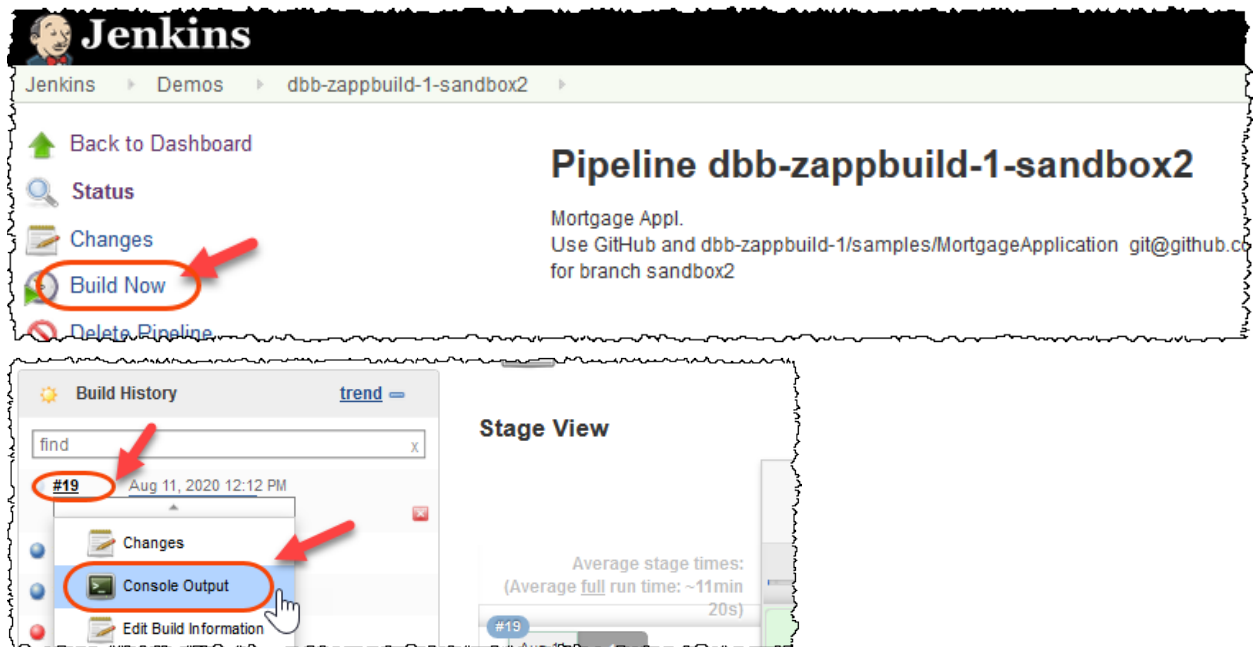 Jenkins
Jenkins Demos dbb-zappbuild-1-sandbox2
Back to Dashboard
Status
Changes
Build Now
Delete Pipeline
Pipeline dbb-zappbuild-1-sandbox2
Mortgage Appl.
Use GitHub and dbb-zappbuild-1/samples/MortgageApplication git@github.co
for branch sandbox2
Build History trend
find x
#19 Aug 11, 2020 12:12 PM
Changes
Console Output
Edit Build Information
Stage View
Average stage times:
(Average full run time: ~11min
20s)
#19